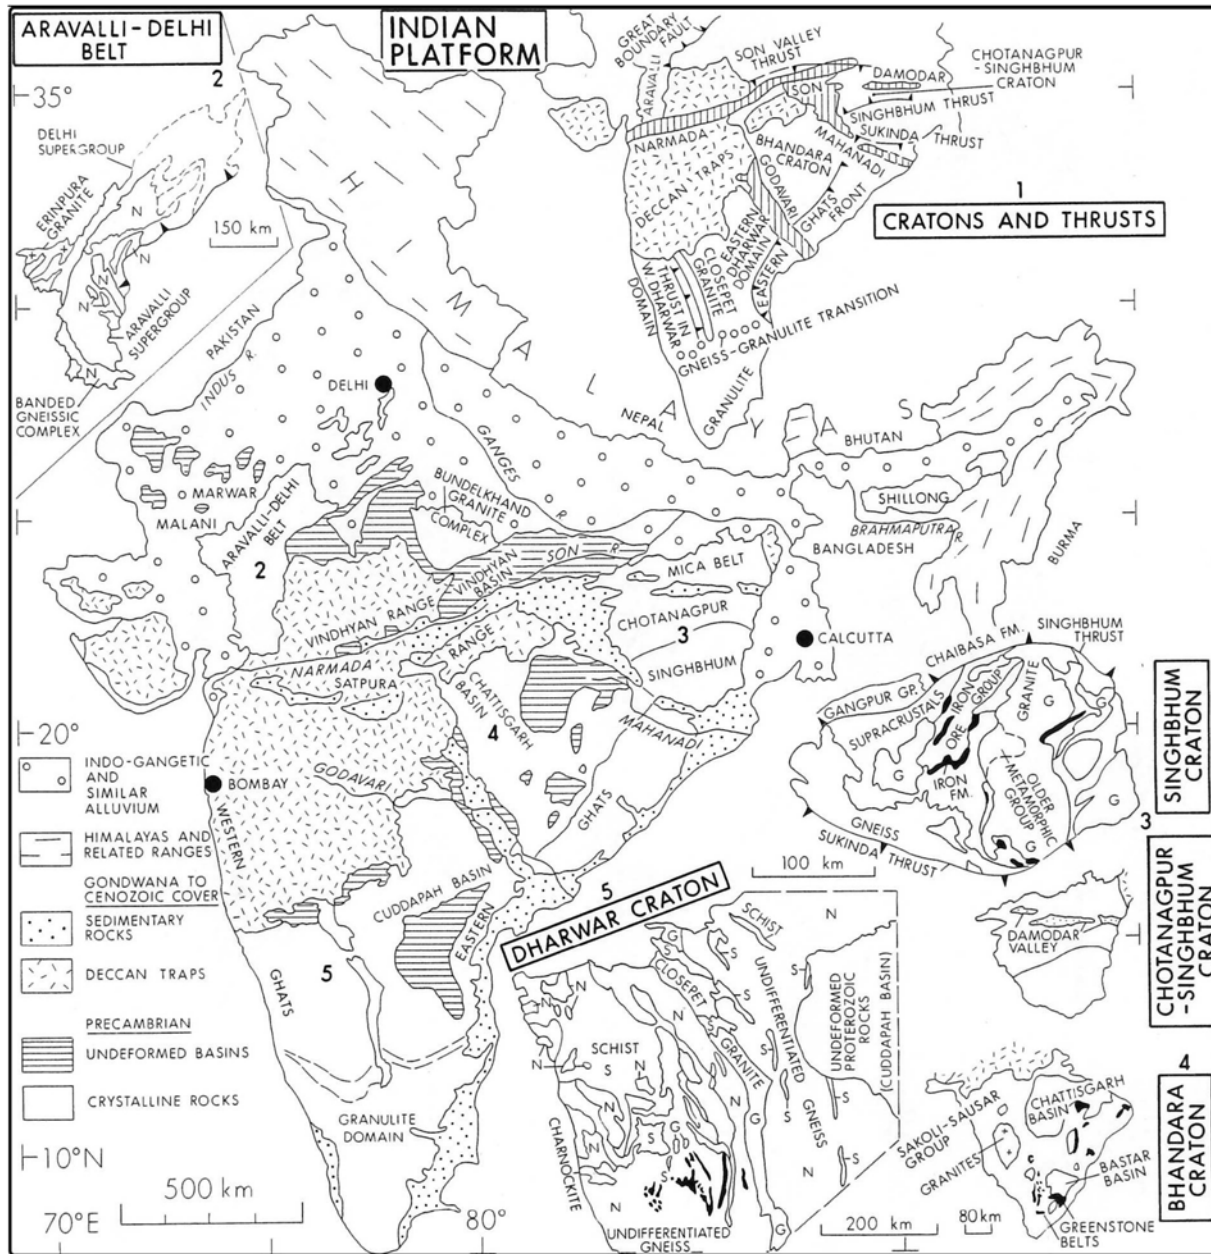 ARAVALLI-DELHI
BELT
2
INDIAN
PLATFORM
35°
DELHI
SUPERGROUP
ERINPURA
GRANITE
N
N
N
N
N
N
150 km
ARAVALLI
SUPERGROUP
BANDED
GNEISSIC
COMPLEX
GREAT
BOUNDARY
FAULT
ARAVALLI
SON VALLEY
THRUST
SON
DAMODAR
CHOTANAGPUR
-SINGHBHUM
CRATON
SINGHBHUM THRUST
SUKINDA THRUST
MAHANADI
NARMADA-
BHANDARA
CRATON
DECCAN TRAPS
GODAVARI
GHATS
FRONT
EASTERN
EASTERN
DHARWAR
DOMAIN
CLOSEPET
GRANITE
THRUST IN
W. DHARWAR
DOMAIN
GNEISS-GRANULITE TRANSITION
GRANULITE
1
CRATONS AND THRUSTS
H
M
A
L
A
Y
A
S
PAKISTAN
INDUS R.
DELHI
NEPAL
BHUTAN
GANGES
R.
SHILLONG
BRAHMAPUTRA R.
BANGLADESH
BURMA
MARWAR
MALANI
ARAVALLI-DELHI
BELT
2
BUNDELKHAND
GRANITE
COMPLEX
SON R.
VINDHYAN
BASIN
VINDHYAN RANGE
MICA BELT
CHOTANAGPUR
3
SINGHBHUM
CALCUTTA
NARMADA
SATPURA
RANGE
CHATTISGARH
BASIN
4
MAHANADI
GODAVARI
GHATS
20°
BOMBAY
WESTERN
GHATS
CUDDAPAH BASIN
EASTERN
5
GRANULITE
DOMAIN
INDO-GANGETIC
AND
SIMILAR
ALLUVIUM
HIMALAYAS AND
RELATED RANGES
GONDWANA TO
CENOZOIC COVER
SEDIMENTARY
ROCKS
DECCAN TRAPS
PRECAMBRIAN
UNDEFORMED BASINS
CRYSTALLINE ROCKS
10°N
500 km
70°E
80°
CHAIBASA FM.
SINGHBHUM
THRUST
GANGPUR GP.
SUPRACRUSTALS
IRON
ORE
GROUP
GRANITE
G
G
G
G
G
IRON
FM.
OLDER
METAMORPHIC
GROUP
GNEISS
SUKINDA THRUST
100 km
SINGHBHUM
CRATON
3
CHOTANAGPUR
-SINGHBHUM
CRATON
DAMODAR
VALLEY
5
DHARWAR CRATON
SCHIST
N
S
G
S
S
CLOSEPET
GRANITE
UNDIFFERENTIATED
GNEISS
UNDEFORMED
PROTEROZOIC
ROCKS
(CUDDAPAH BASIN)
N
N
SCHIST
S
N
N
N
S
S
S
S
G
S
N
N
G
S
S
N
N
N
G
CHARNOCKITE
UNDIFFERENTIATED
GNEISS
200 km
4
BHANDARA
CRATON
CHATTISGARH
BASIN
SAKOLI-SAUSAR
GROUP
GRANITES
BASTAR
BASIN
GREENSTONE
BELTS
80km